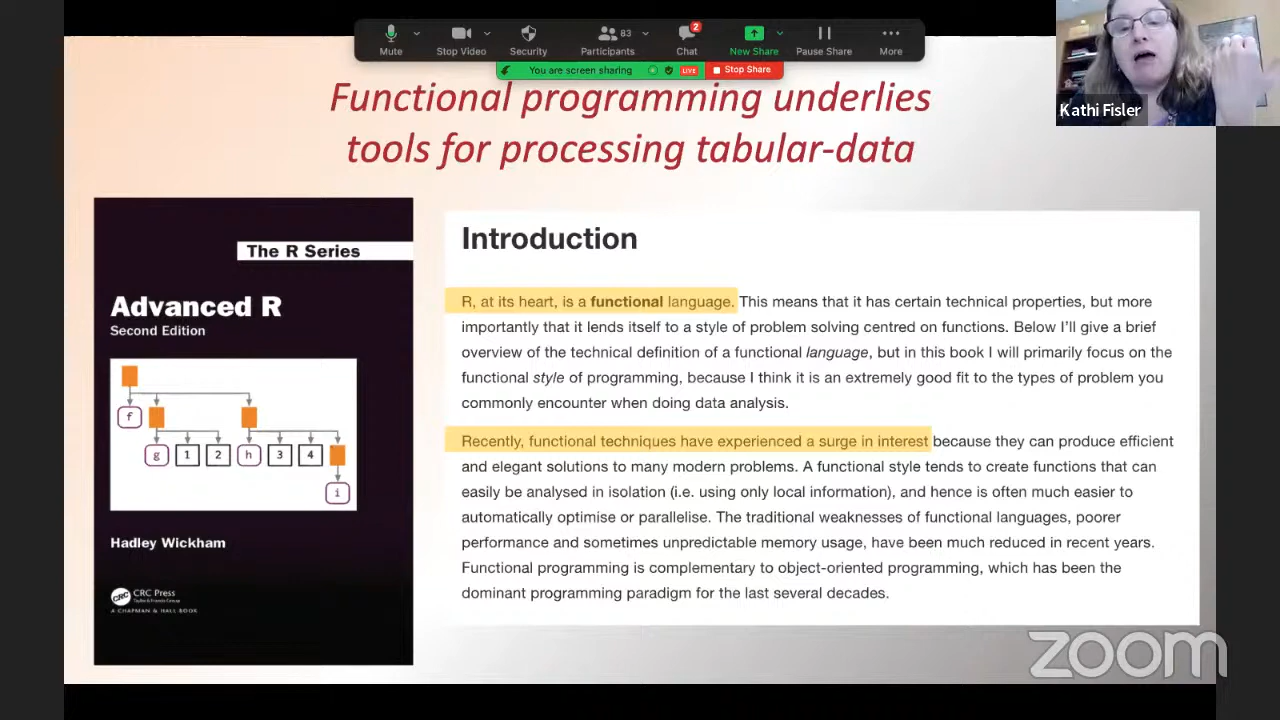 Mute
Stop Video
Security
83
Participants
2
Chat
New Share
Pause Share
More
You are screen sharing
LIVE
Stop Share
Kathi Fisler
Functional programming underlies
tools for processing tabular-data
The R Series
Advanced R
Second Edition
f
g
1
2
h
3
4
i
Hadley Wickham
CRC
CRC Press
Taylor & Francis Group
A CHAPMAN & HALL BOOK
Introduction
R, at its heart, is a functional language. This means that it has certain technical properties, but more
importantly that it lends itself to a style of problem solving centred on functions. Below I'll give a brief
overview of the technical definition of a functional language, but in this book I will primarily focus on the
functional style of programming, because I think it is an extremely good fit to the types of problem you
commonly encounter when doing data analysis.
Recently, functional techniques have experienced a surge in interest because they can produce efficient
and elegant solutions to many modern problems. A functional style tends to create functions that can
easily be analysed in isolation (i.e. using only local information), and hence is often much easier to
automatically optimise or parallelise. The traditional weaknesses of functional languages, poorer
performance and sometimes unpredictable memory usage, have been much reduced in recent years.
Functional programming is complementary to object-oriented programming, which has been the
dominant programming paradigm for the last several decades.
zoom